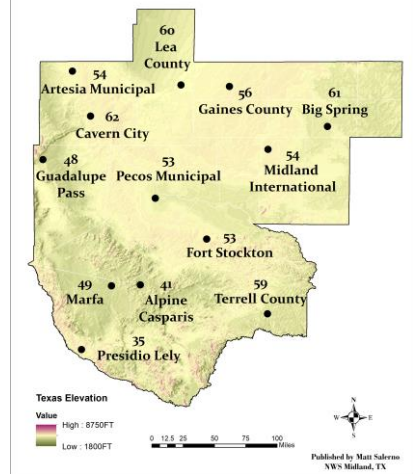 60
Lea
County
54
Artesia Municipal
56
Gaines County
61
Big Spring
62
Cavern City
48
Guadalupe
Pass
53
Pecos Municipal
54
Midland
International
53
Fort Stockton
49
Marfa
41
Alpine
Casparis
59
Terrell County
35
Presidio Lely
Texas Elevation
Value
High : 8750FT
Low : 1800FT
0 12.5 25 50 75 100
Miles
N
W E
S
Published by Matt Salerno
NWS Midland, TX